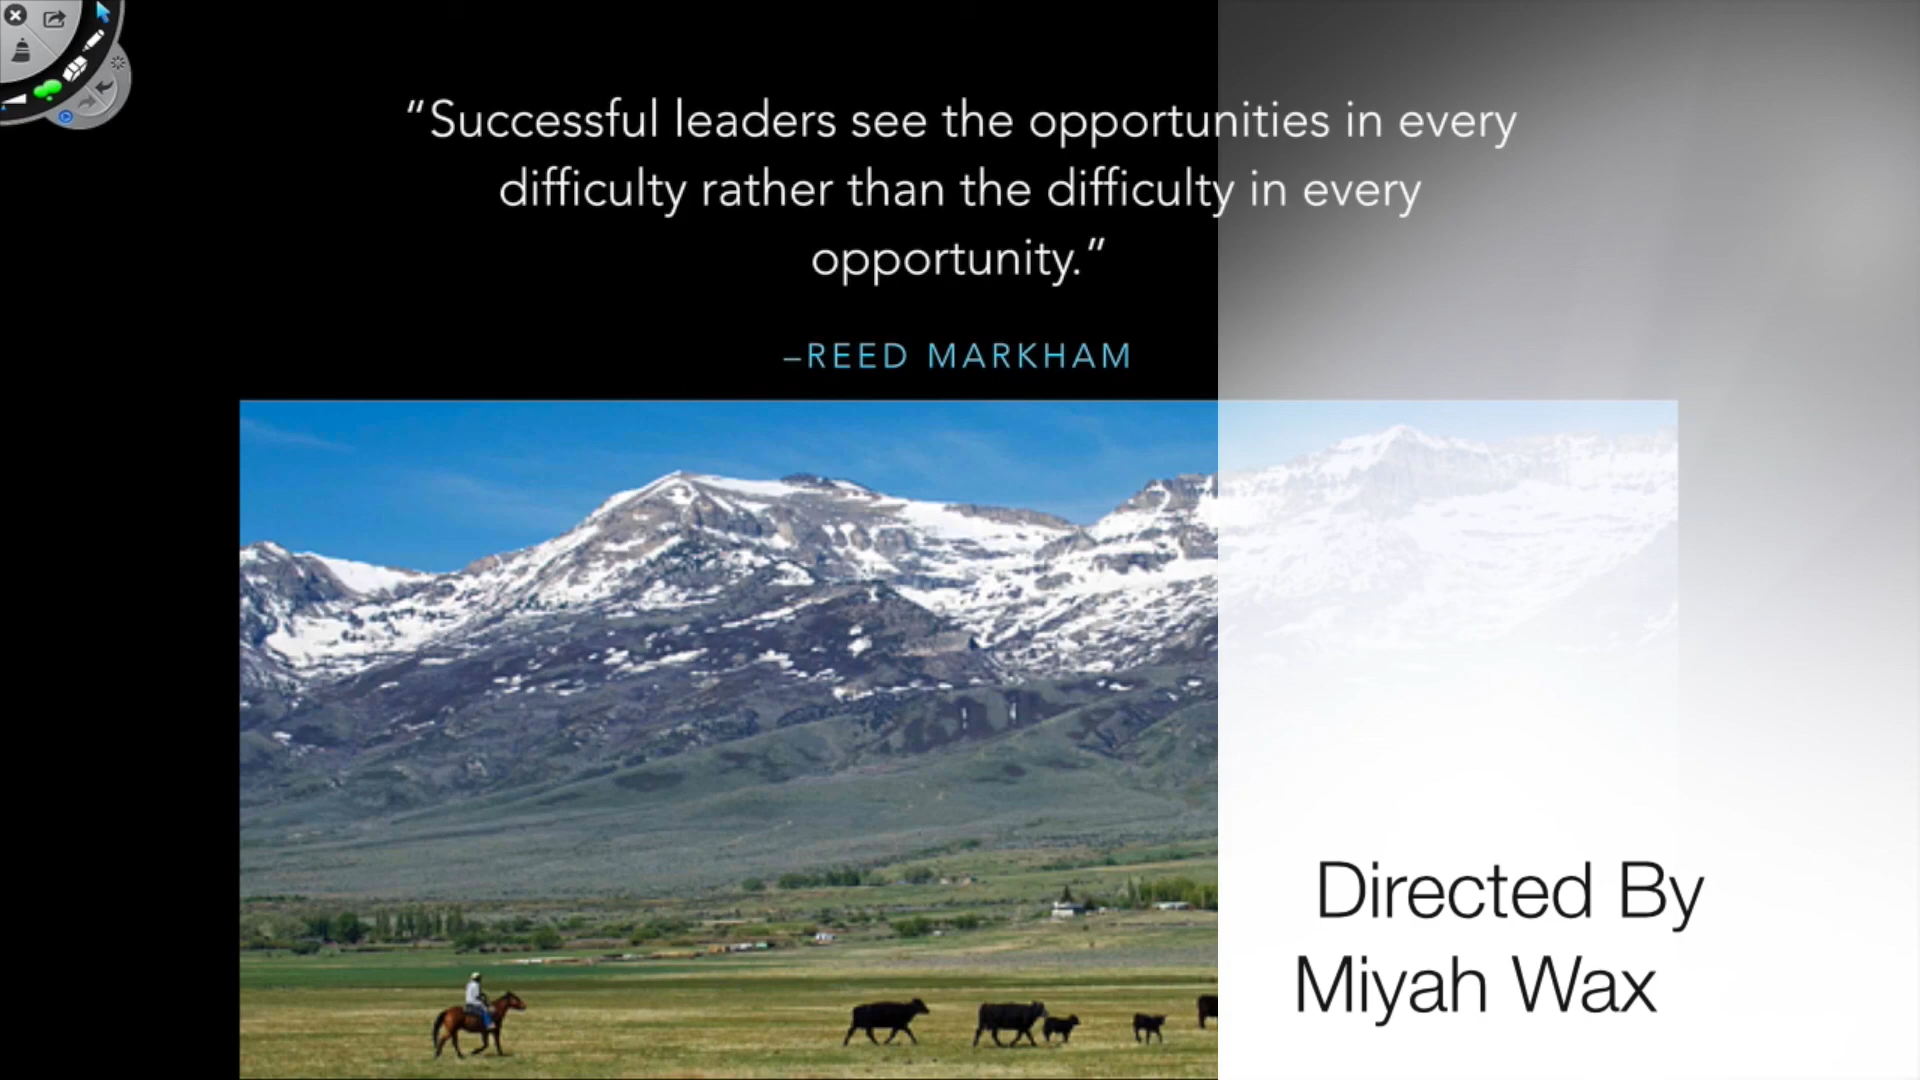 “Successful leaders see the opportunities in every
difficulty rather than the difficulty in every
opportunity.”
–REED MARKHAM
Directed By
Miyah Wax